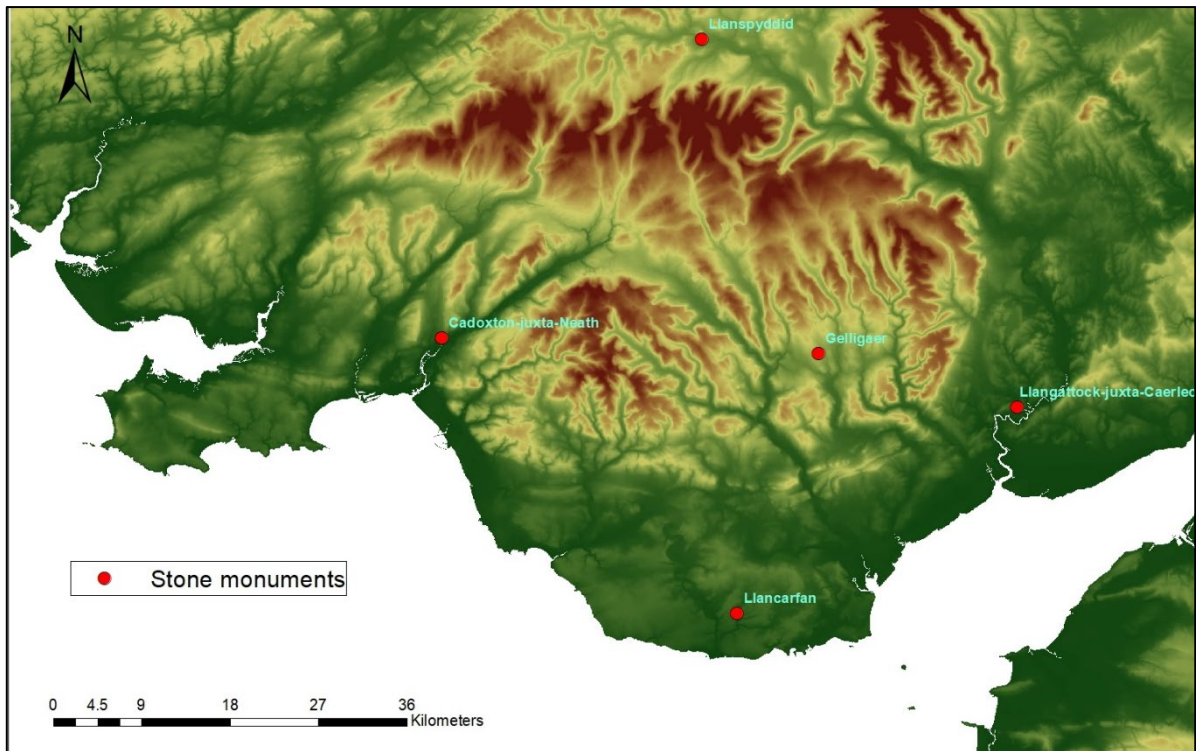 Llanspyddid
N
Cadoxton-juxta-Neath
Gelligaer
Llangattock-juxta-Caerleo
Stone monuments
Llancarfan
0 4.5 9 18 27 36
Kilometers